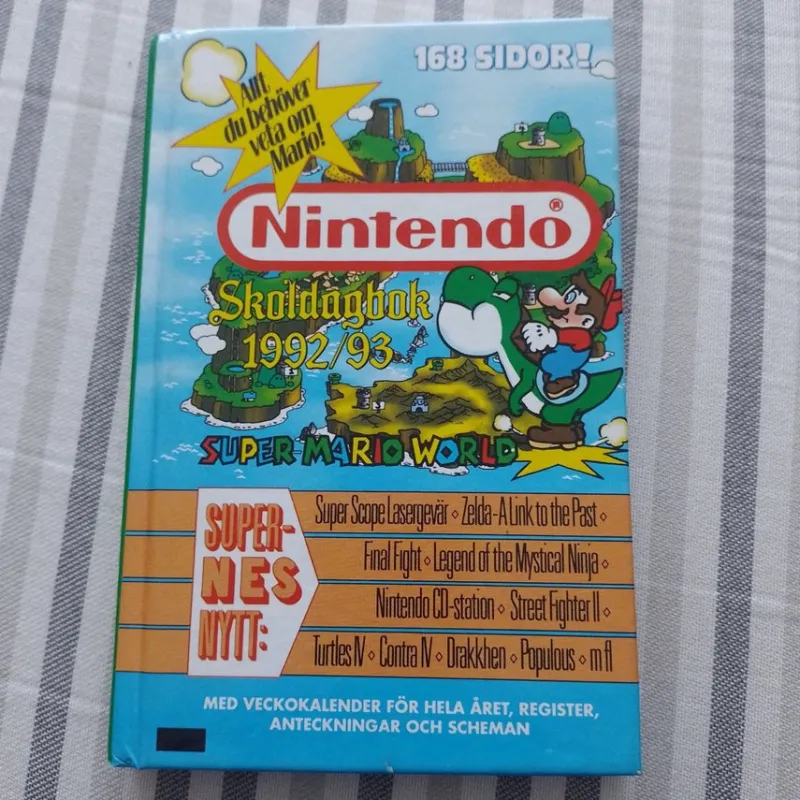 168 SIDOR!
Allt
du behöver
veta om
Mario!
Nintendo®
Skoldagbok
1992/93
SUPER MARIO WORLD
SUPER-
NES
NYTT:
Super Scope Lasergevär ⋄ Zelda-A Link to the Past ⋄
Final Fight ⋄ Legend of the Mystical Ninja ⋄
Nintendo CD-station ⋄ Street Fighter II ⋄
Turtles IV ⋄ Contra IV ⋄ Drakkhen ⋄ Populous ⋄ m fl
MED VECKOKALENDER FÖR HELA ÅRET, REGISTER,
ANTECKNINGAR OCH SCHEMAN